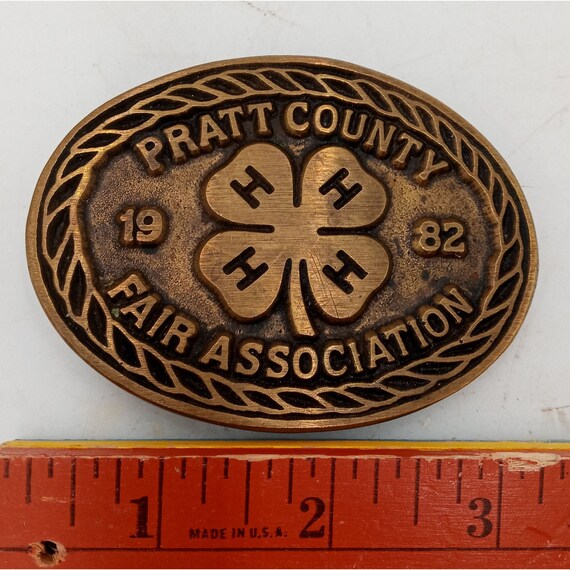 PRATT COUNTY
H H
19 82
H H
FAIR ASSOCIATION
1 2 3
MADE IN U.S.A.